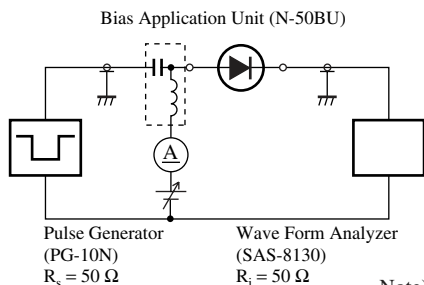 Bias Application Unit (N-50BU)
A
Pulse Generator
(PG-10N)
Rs = 50 Ω
Wave Form Analyzer
(SAS-8130)
Ri = 50 Ω